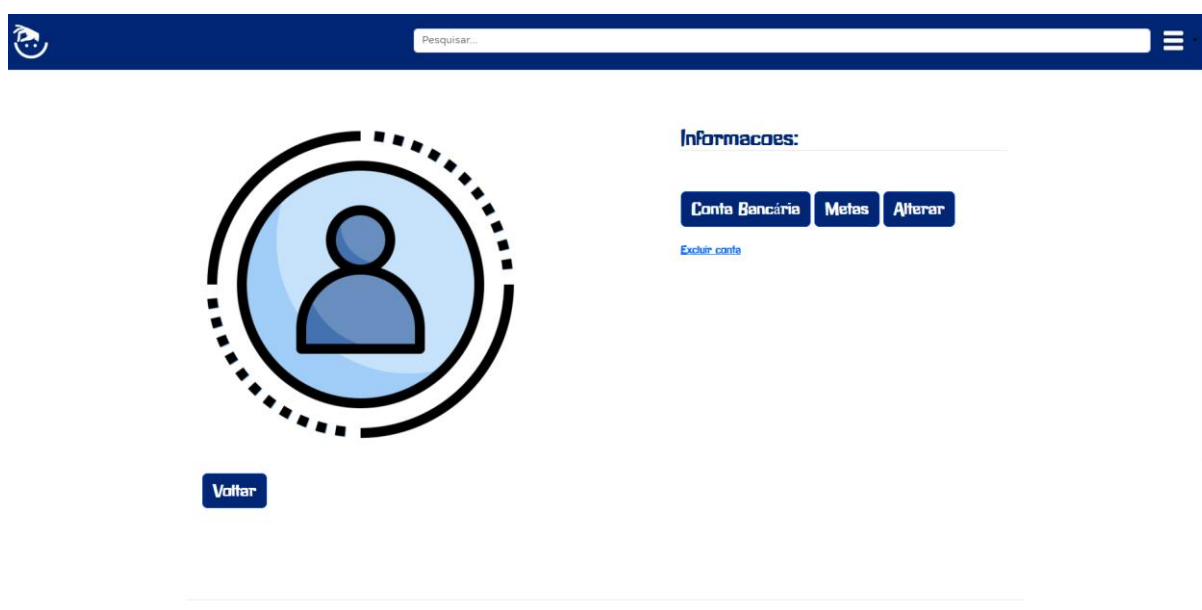 Pesquisar...
Informacoes:
Conta Bancária Metas Alterar
Excluir conta
Voltar